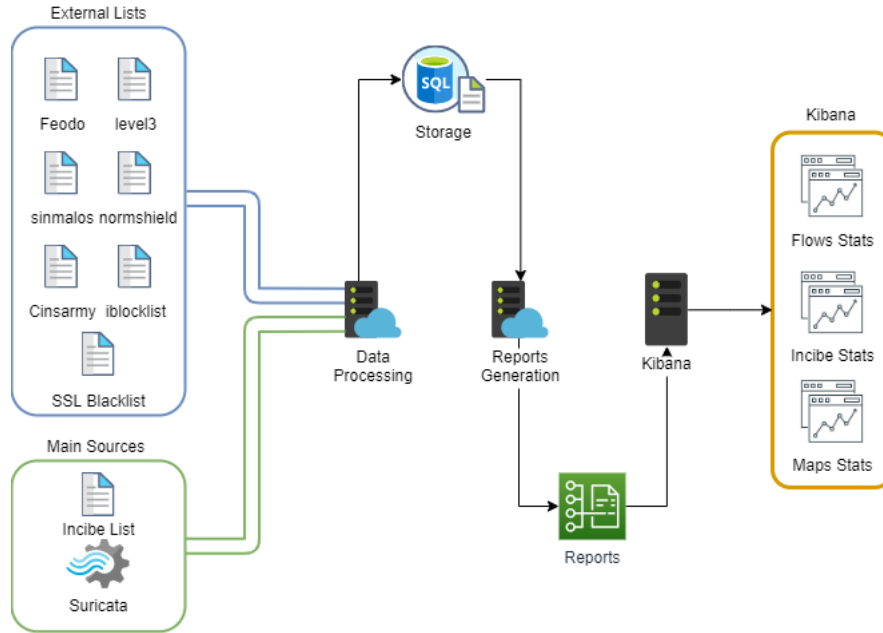 External Lists
Feodo
level3
sinmalos
normshield
Cinsarmy
iblocklist
SSL Blacklist
Main Sources
Incibe List
Suricata
Data
Processing
SQL
Storage
Reports
Generation
Reports
Kibana
Kibana
Flows Stats
Incibe Stats
Maps Stats